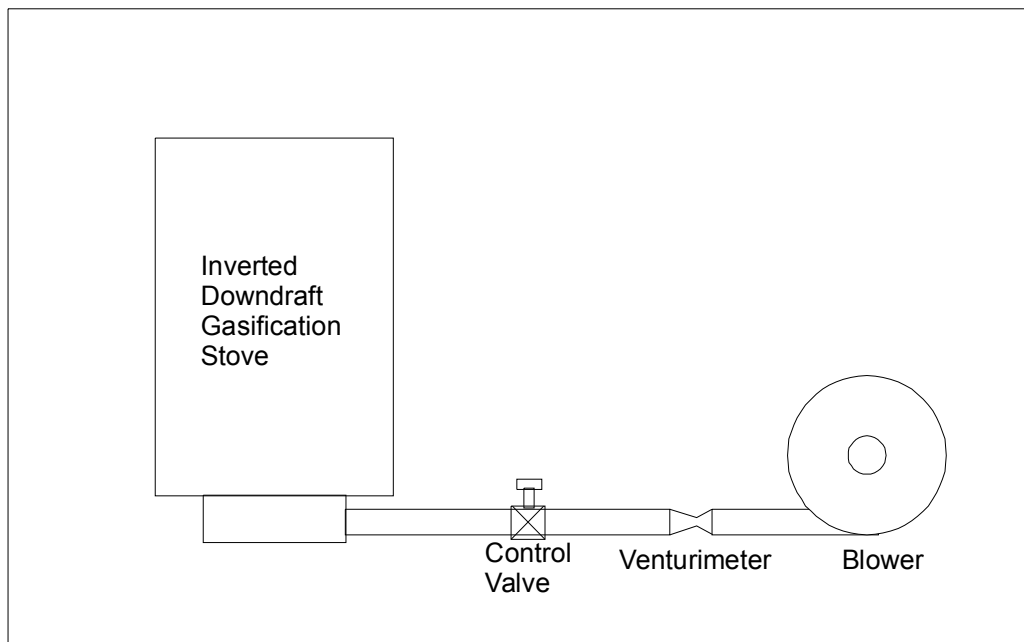 Inverted
Downdraft
Gasification
Stove
Control
Valve
Venturimeter
Blower